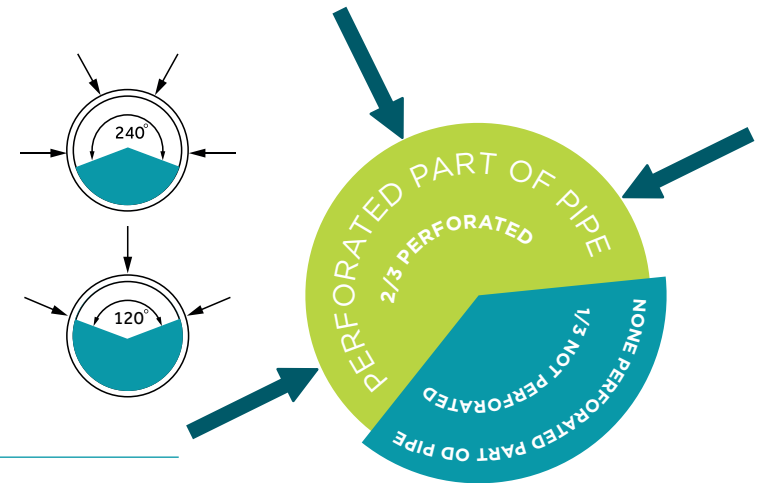 240°
120°
PERFORATED PART OF PIPE
2/3 PERFORATED
1/3 NOT PERFORATED
NONE PERFORATED PART OD PIPE